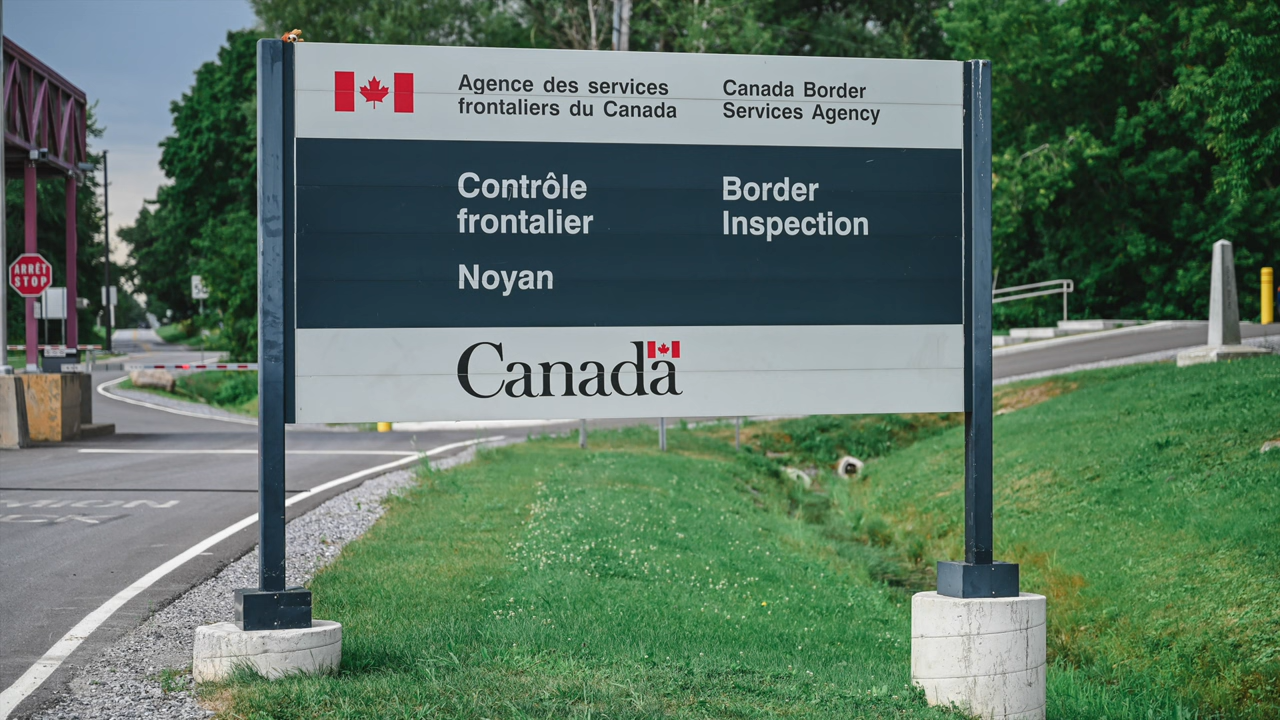 Agence des services
frontaliers du Canada
Canada Border
Services Agency
Contrôle
frontalier
Border
Inspection
Noyan
Canada
ARRÊT
STOP